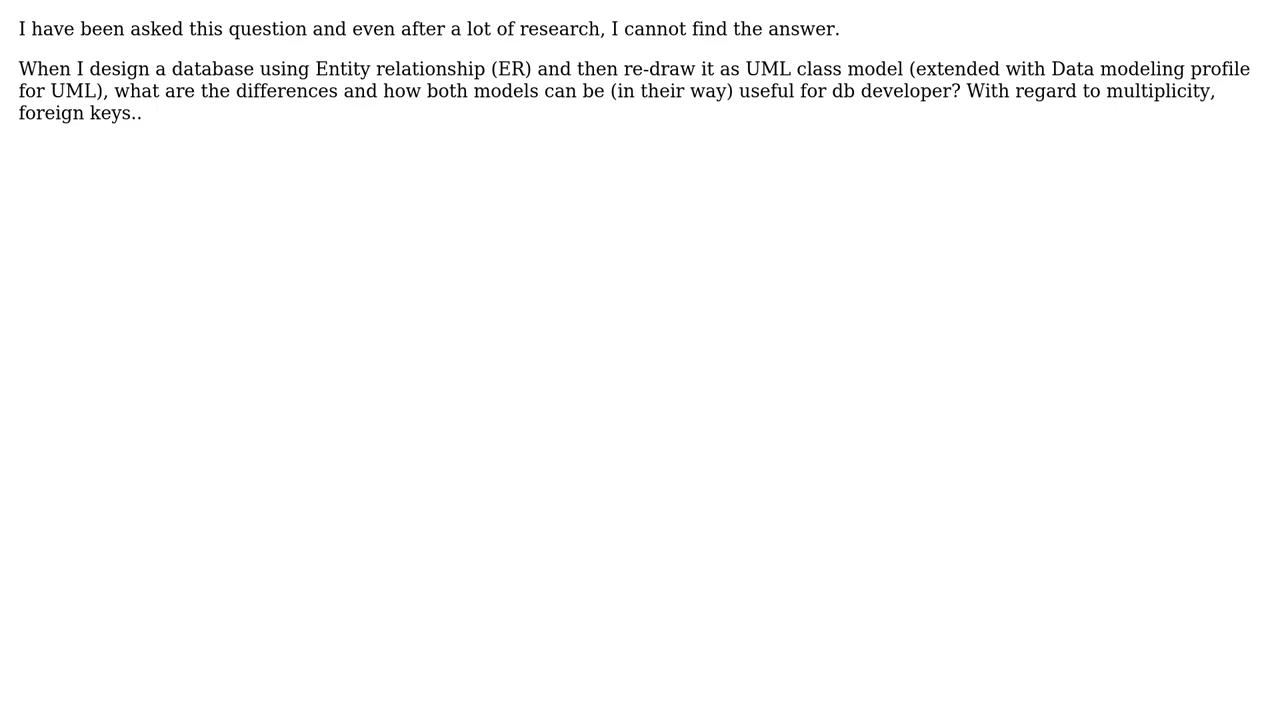 I have been asked this question and even after a lot of research, I cannot find the answer.
When I design a database using Entity relationship (ER) and then re-draw it as UML class model (extended with Data modeling profile
for UML), what are the differences and how both models can be (in their way) useful for db developer? With regard to multiplicity,
foreign keys..